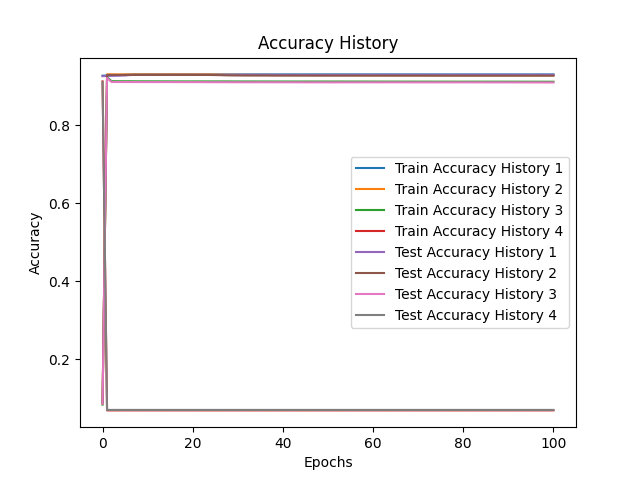 Accuracy History
Accuracy
0.8
0.6
0.4
0.2
Train Accuracy History 1
Train Accuracy History 2
Train Accuracy History 3
Train Accuracy History 4
Test Accuracy History 1
Test Accuracy History 2
Test Accuracy History 3
Test Accuracy History 4
0 20 40 60 80 100
Epochs